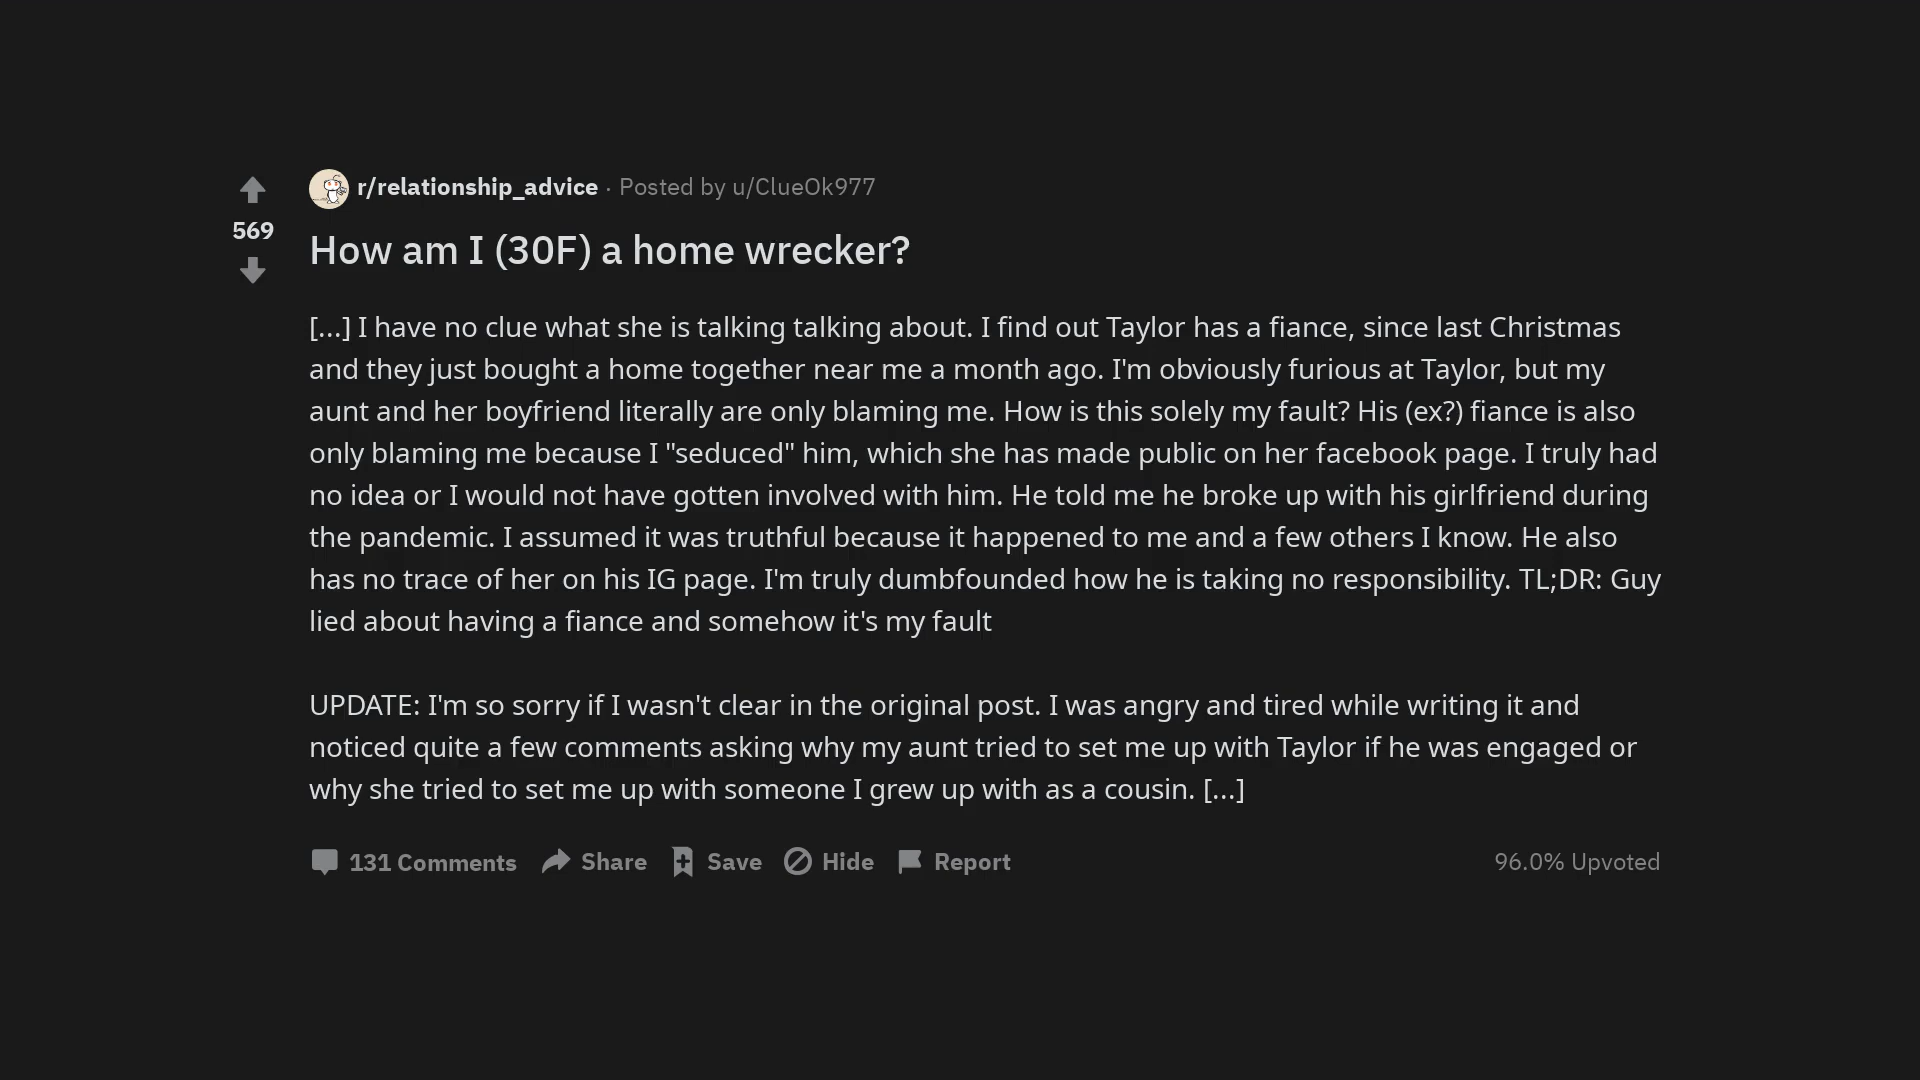 r/relationship_advice · Posted by u/ClueOk977
569
How am I (30F) a home wrecker?
[...] I have no clue what she is talking talking about. I find out Taylor has a fiance, since last Christmas
and they just bought a home together near me a month ago. I'm obviously furious at Taylor, but my
aunt and her boyfriend literally are only blaming me. How is this solely my fault? His (ex?) fiance is also
only blaming me because I "seduced" him, which she has made public on her facebook page. I truly had
no idea or I would not have gotten involved with him. He told me he broke up with his girlfriend during
the pandemic. I assumed it was truthful because it happened to me and a few others I know. He also
has no trace of her on his IG page. I'm truly dumbfounded how he is taking no responsibility. TL;DR: Guy
lied about having a fiance and somehow it's my fault
UPDATE: I'm so sorry if I wasn't clear in the original post. I was angry and tired while writing it and
noticed quite a few comments asking why my aunt tried to set me up with Taylor if he was engaged or
why she tried to set me up with someone I grew up with as a cousin. [...]
131 Comments Share Save Hide Report 96.0% Upvoted